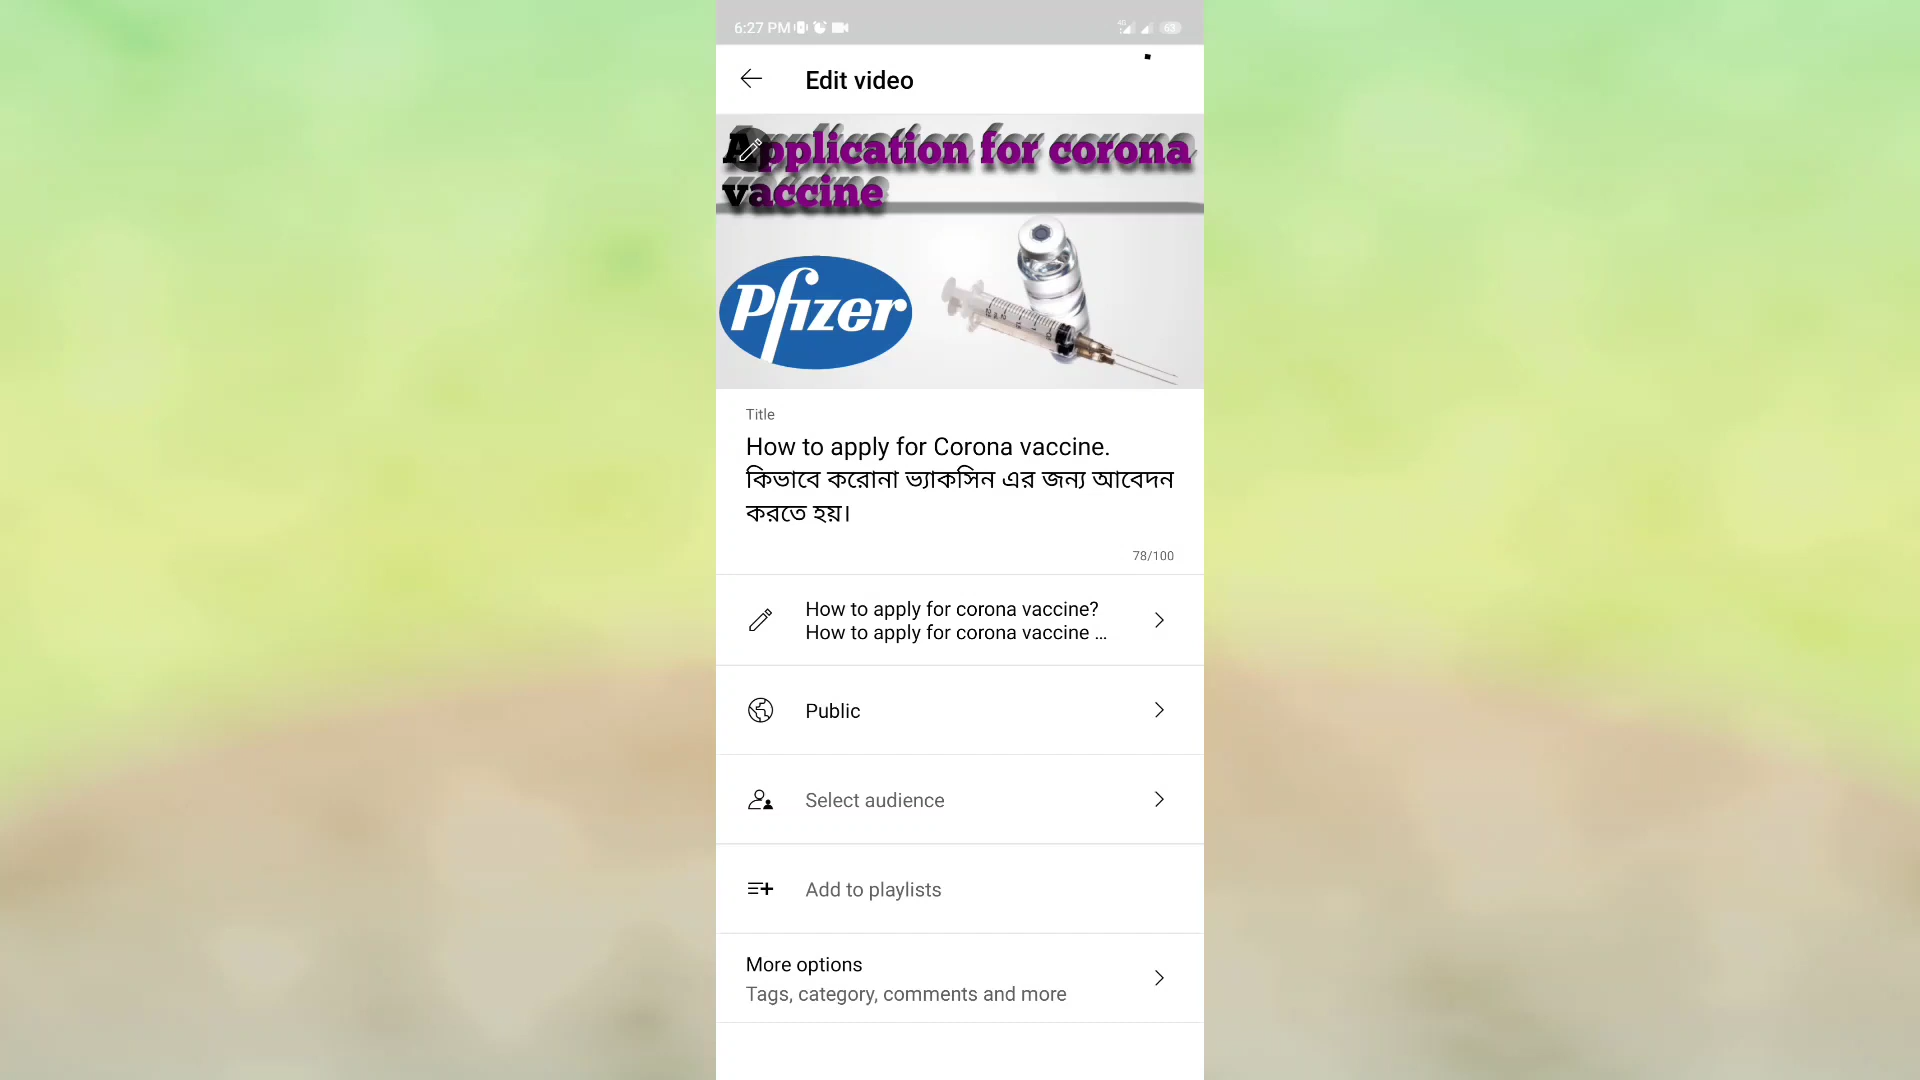 6:27 PM
4G
63
Edit video
Application for corona
vaccine
Pfizer
Title
How to apply for Corona vaccine.
কিভাবে করোনা ভ্যাকসিন এর জন্য আবেদন
করতে হয়।
78/100
How to apply for corona vaccine?
How to apply for corona vaccine ...
Public
Select audience
Add to playlists
More options
Tags, category, comments and more